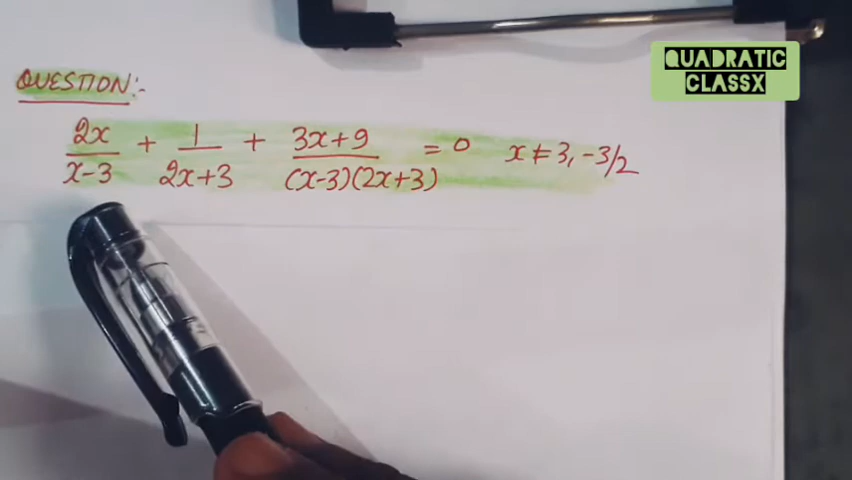 QUADRATIC
CLASSX
QUESTION:-
2x/(x-3) + 1/(2x+3) + (3x+9)/((x-3)(2x+3)) = 0 x ≠ 3, -3/2